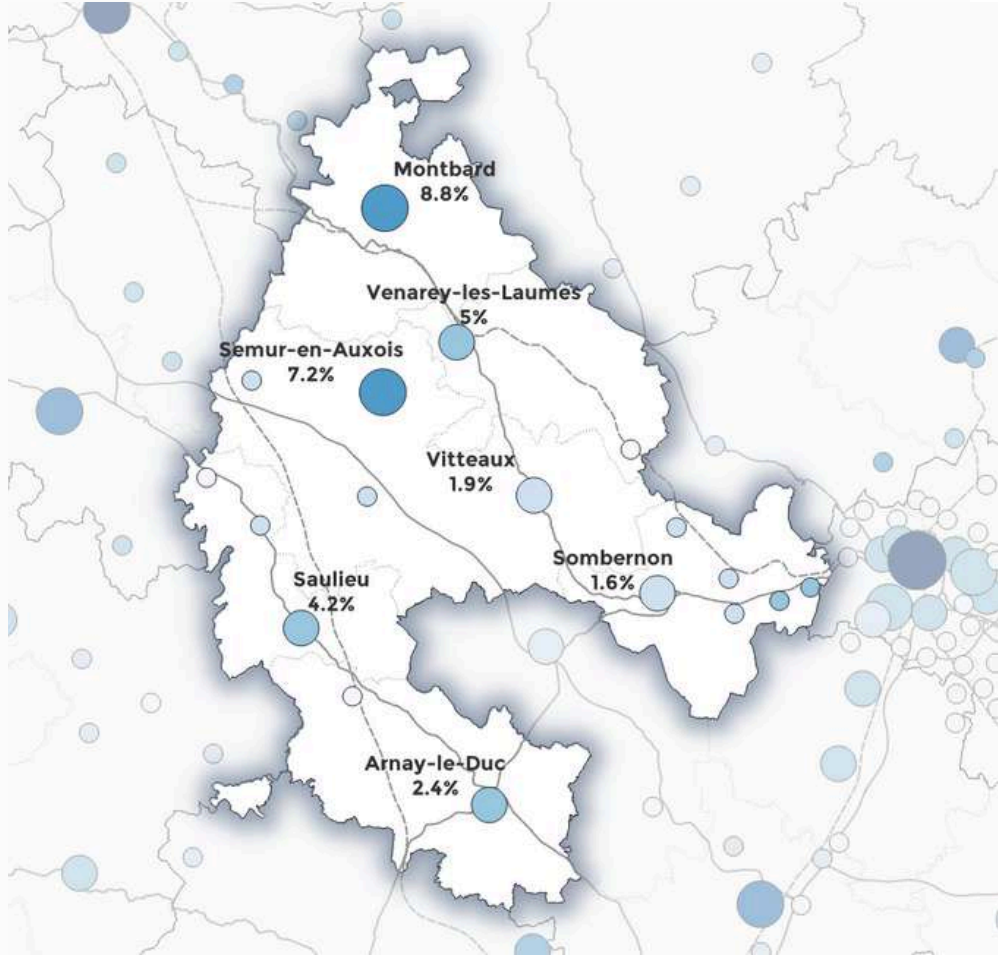 Montbard
8.8%
Venarey-les-Laumes
5%
Semur-en-Auxois
7.2%
Vitteaux
1.9%
Sombernon
1.6%
Saulieu
4.2%
Arnay-le-Duc
2.4%